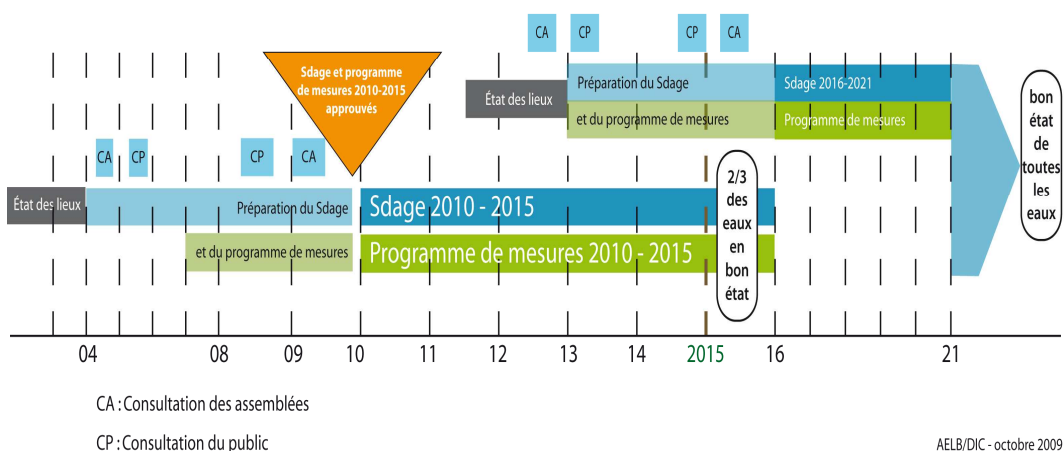 CA
CP
CP
CA
Sdage et programme
de mesures 2010-2015
approuvés
État des lieux
Préparation du Sdage
Sdage 2016-2021
et du programme de mesures
Programme de mesures
bon
état
de
toutes
les
eaux
CA
CP
CP
CA
État des lieux
Préparation du Sdage
Sdage 2010 - 2015
et du programme de mesures
Programme de mesures 2010 - 2015
2/3
des
eaux
en
bon
état
04 08 09 10 11 12 13 14 2015 16 21
CA : Consultation des assemblées
CP : Consultation du public
AELB/DIC - octobre 2009